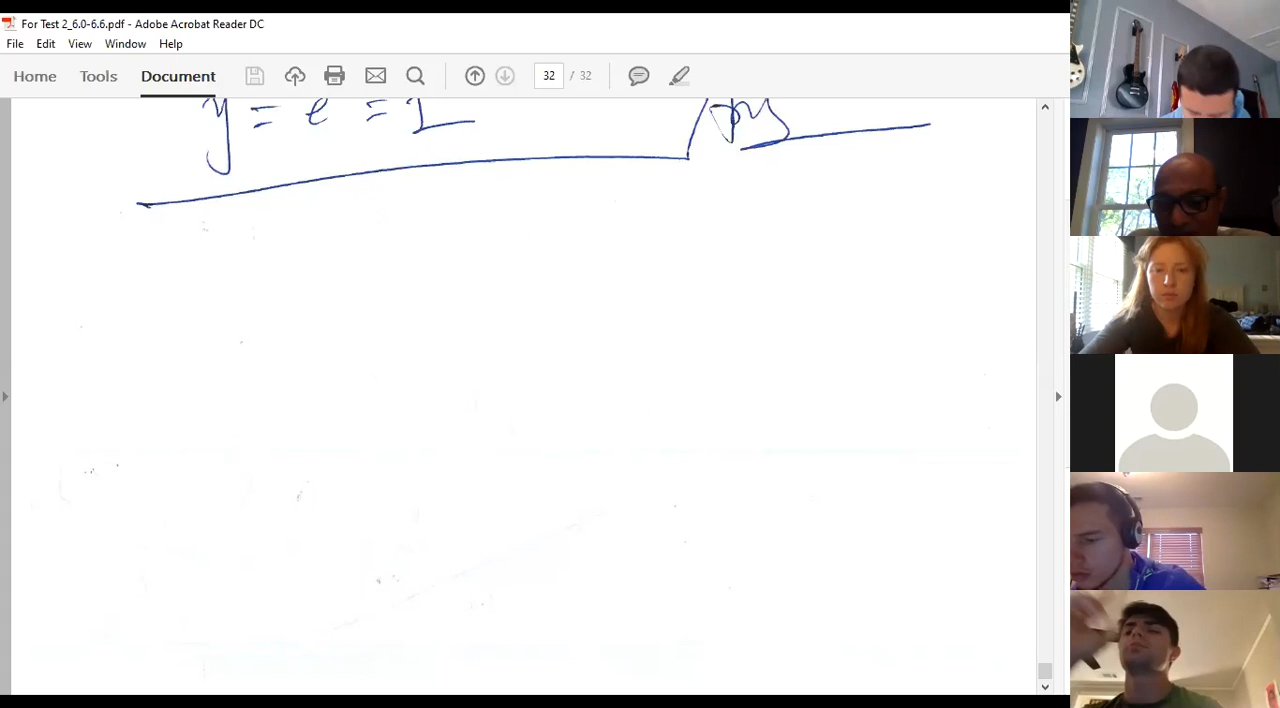 For Test 2_6.0-6.6.pdf - Adobe Acrobat Reader DC
File Edit View Window Help
Home Tools Document 32 / 32
y = e = 1